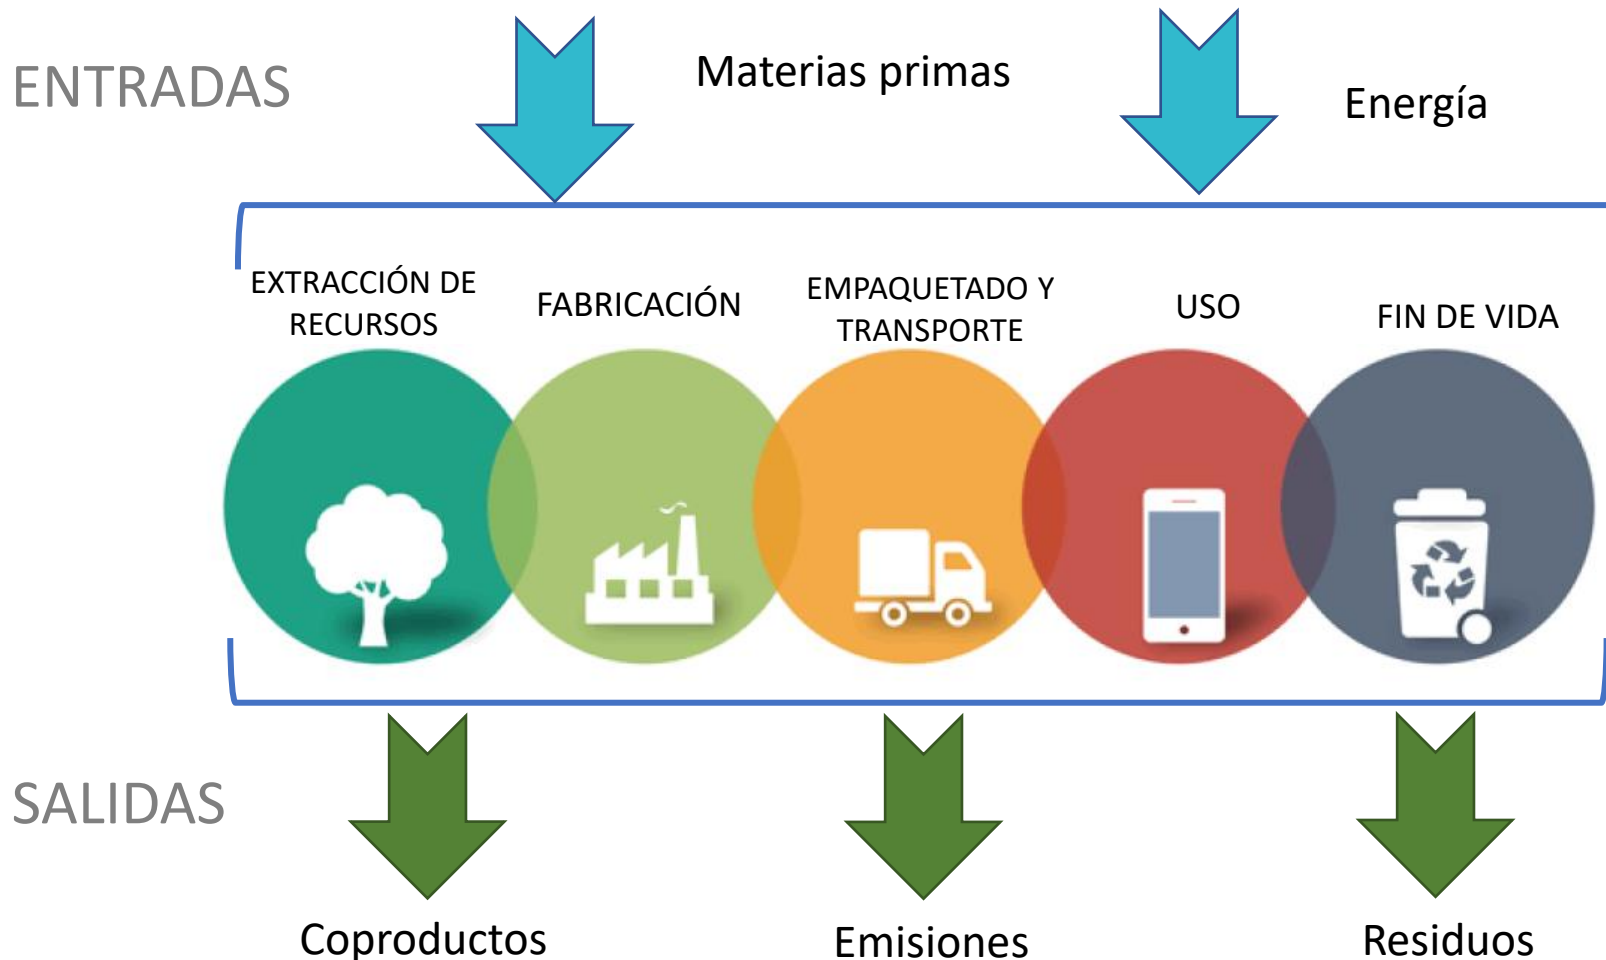 ENTRADAS
Materias primas
Energía
EXTRACCIÓN DE
RECURSOS
FABRICACIÓN
EMPAQUETADO Y
TRANSPORTE
USO
FIN DE VIDA
SALIDAS
Coproductos
Emisiones
Residuos